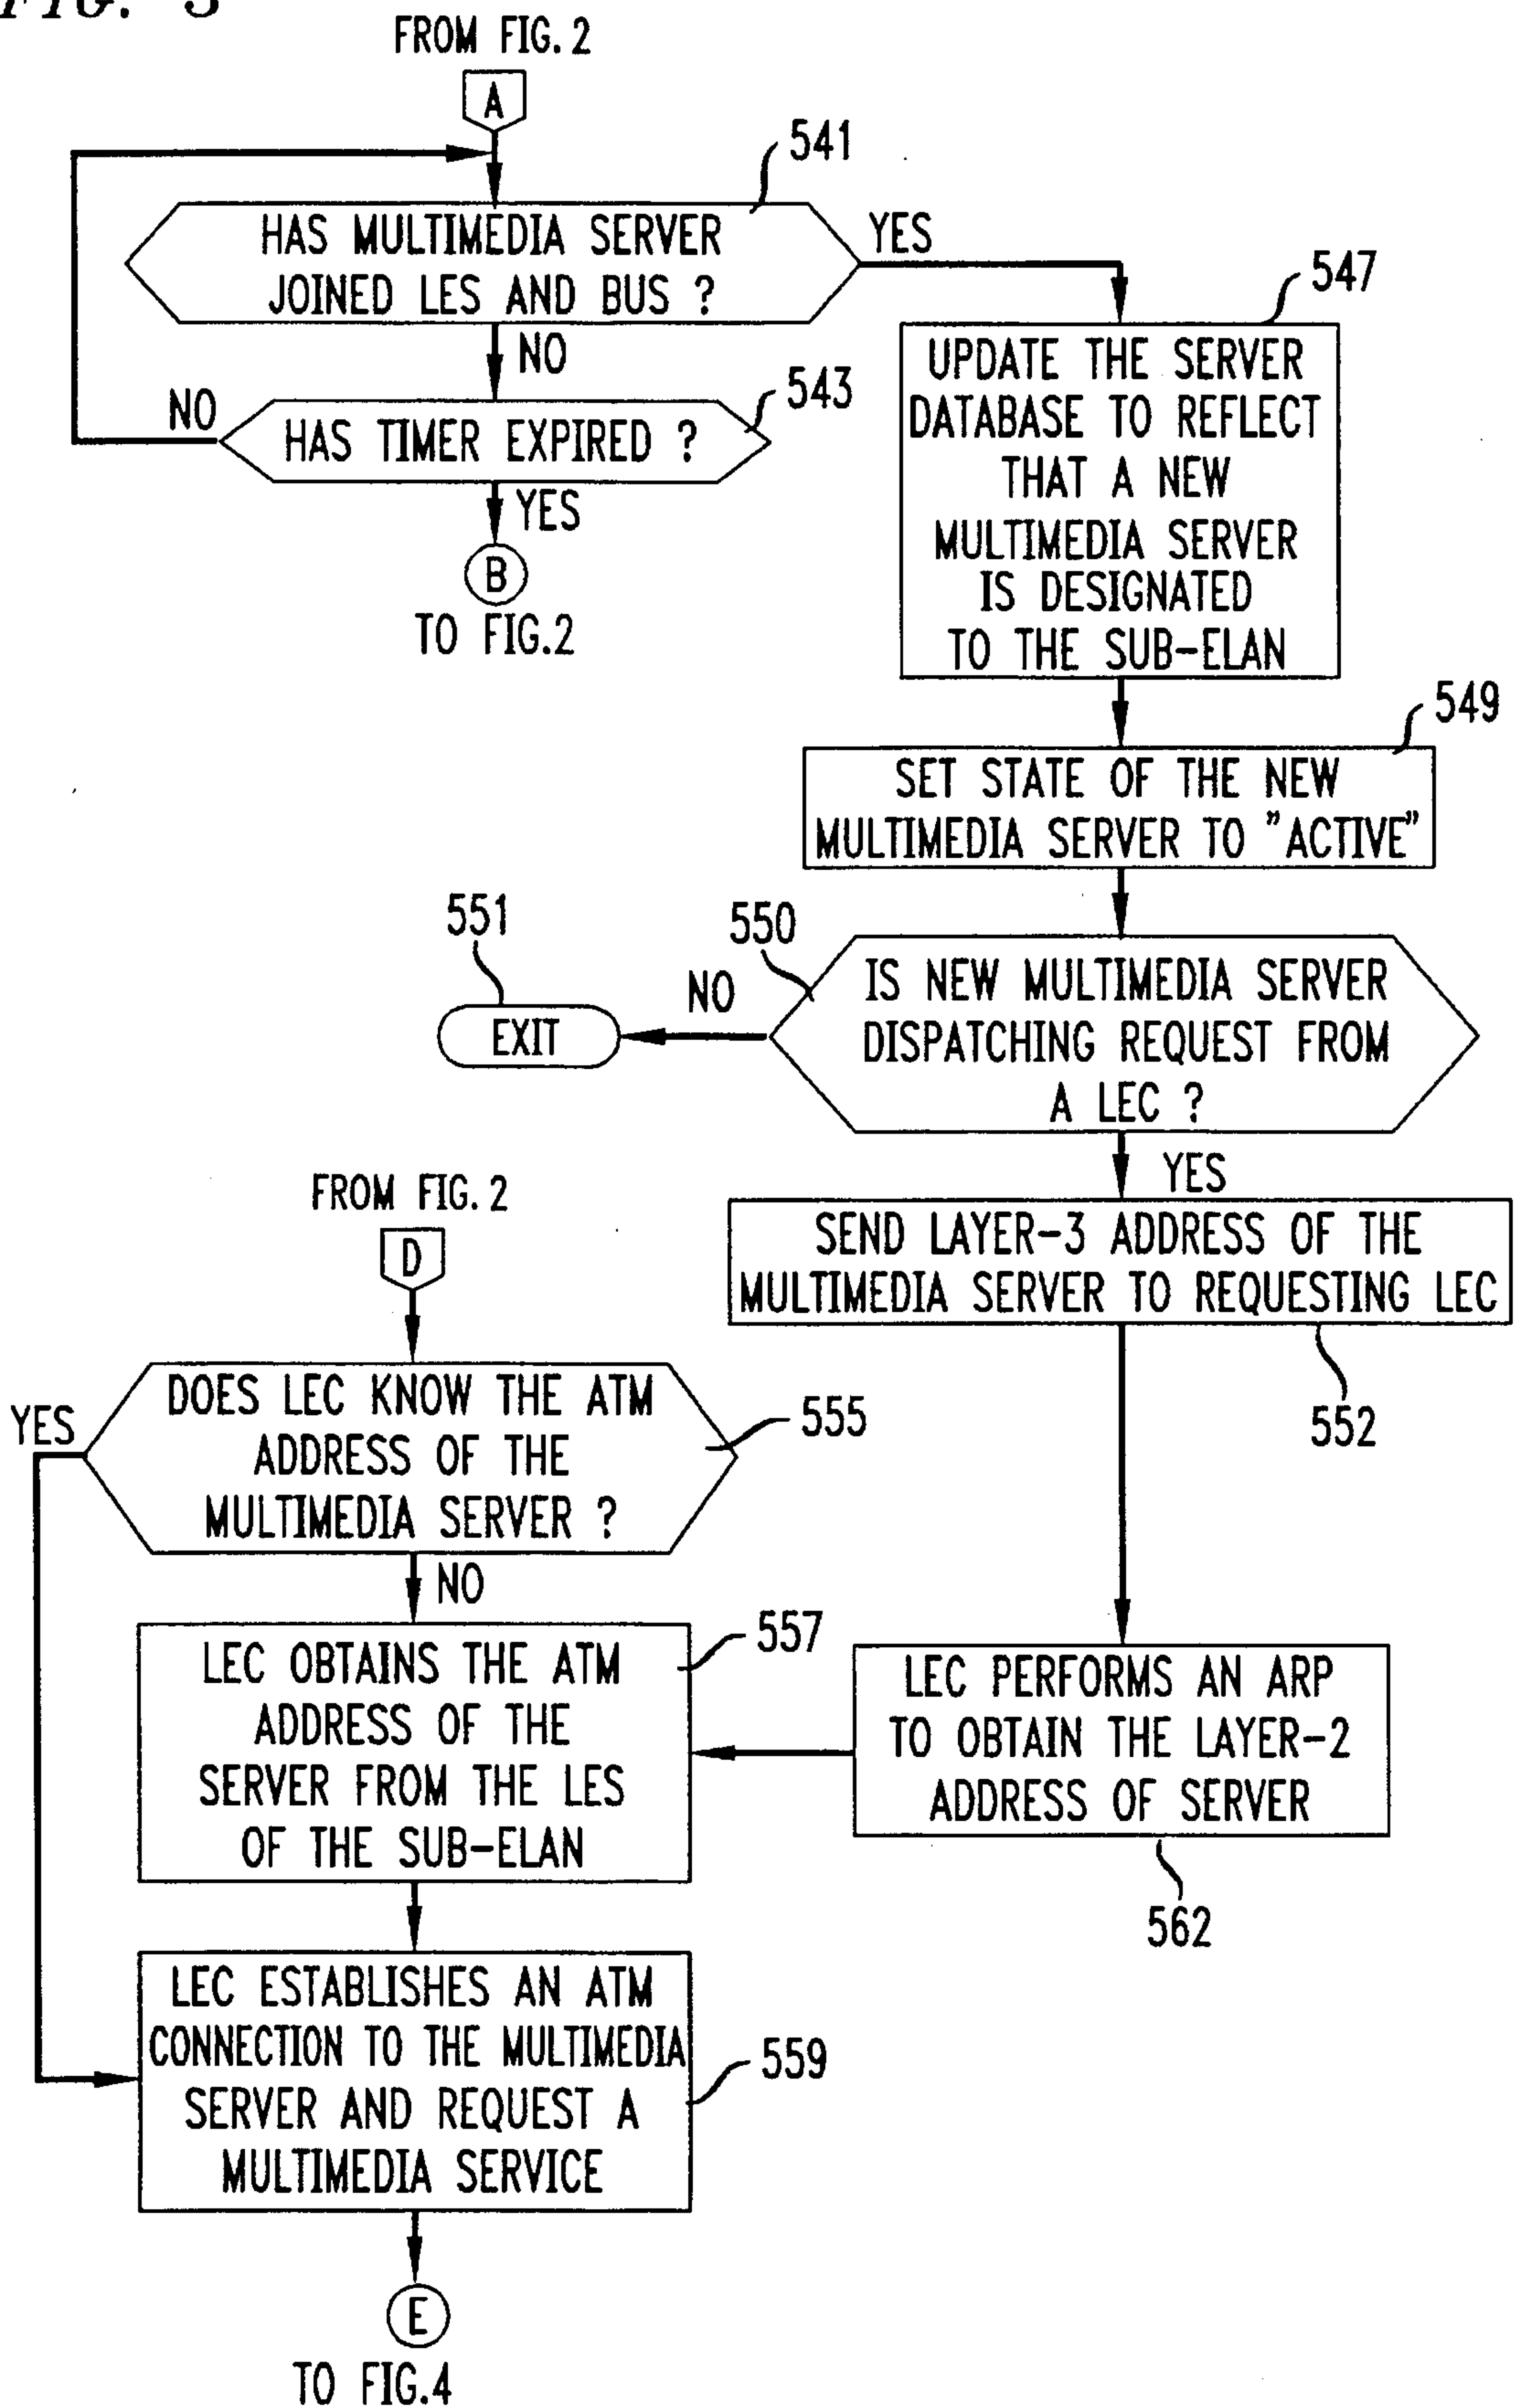 FIG. 3
FROM FIG. 2
A
541
HAS MULTIMEDIA SERVER
JOINED LES AND BUS ?
YES
NO
547
UPDATE THE SERVER
DATABASE TO REFLECT
THAT A NEW
MULTIMEDIA SERVER
IS DESIGNATED
TO THE SUB-ELAN
543
NO
HAS TIMER EXPIRED ?
YES
B
TO FIG.2
549
SET STATE OF THE NEW
MULTIMEDIA SERVER TO "ACTIVE"
551
EXIT
550
NO
IS NEW MULTIMEDIA SERVER
DISPATCHING REQUEST FROM
A LEC ?
YES
SEND LAYER-3 ADDRESS OF THE
MULTIMEDIA SERVER TO REQUESTING LEC
552
FROM FIG. 2
D
YES
DOES LEC KNOW THE ATM
ADDRESS OF THE
MULTIMEDIA SERVER ?
555
NO
557
LEC OBTAINS THE ATM
ADDRESS OF THE
SERVER FROM THE LES
OF THE SUB-ELAN
LEC PERFORMS AN ARP
TO OBTAIN THE LAYER-2
ADDRESS OF SERVER
562
LEC ESTABLISHES AN ATM
CONNECTION TO THE MULTIMEDIA
SERVER AND REQUEST A
MULTIMEDIA SERVICE
559
E
TO FIG.4